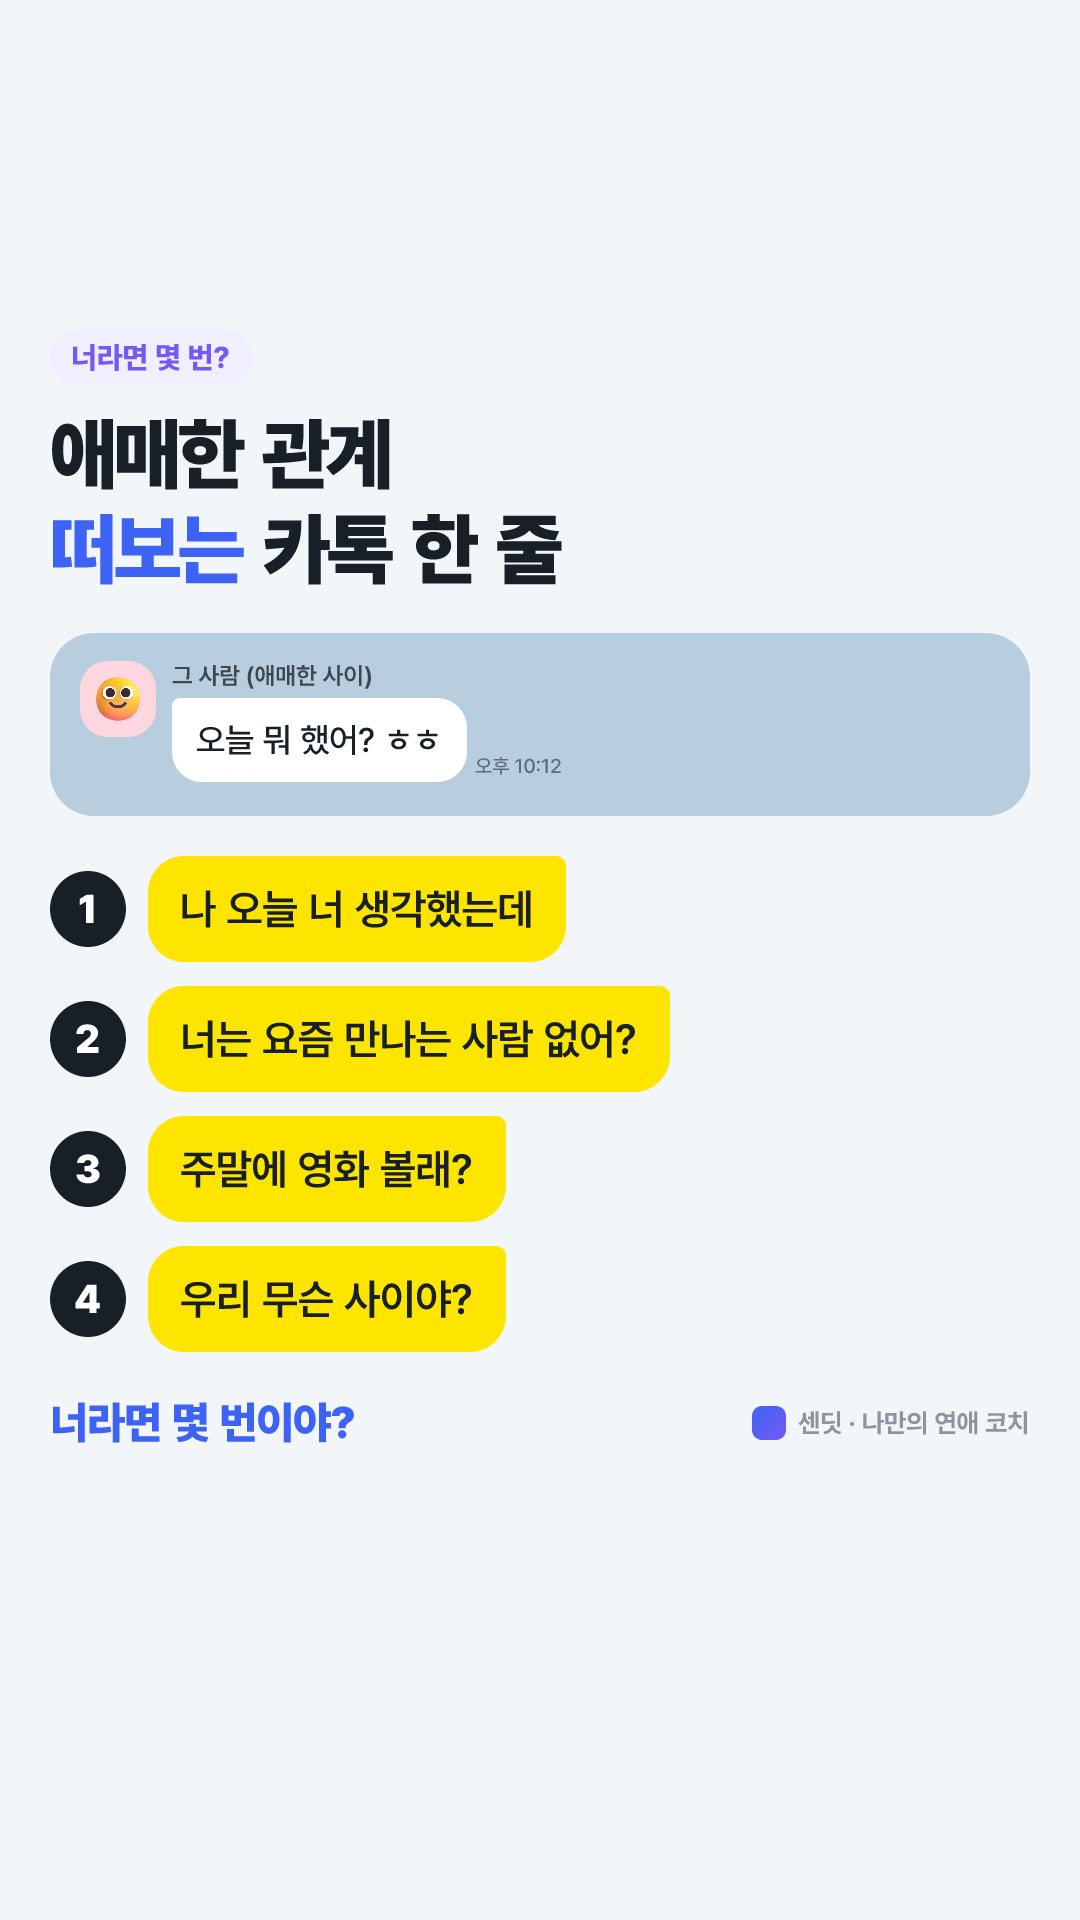 너라면 몇 번?
애매한 관계
떠보는 카톡 한 줄
그 사람 (애매한 사이)
오늘 뭐 했어? ㅎㅎ
오후 10:12
1 나 오늘 너 생각했는데
2 너는 요즘 만나는 사람 없어?
3 주말에 영화 볼래?
4 우리 무슨 사이야?
너라면 몇 번이야?
센딧 · 나만의 연애 코치